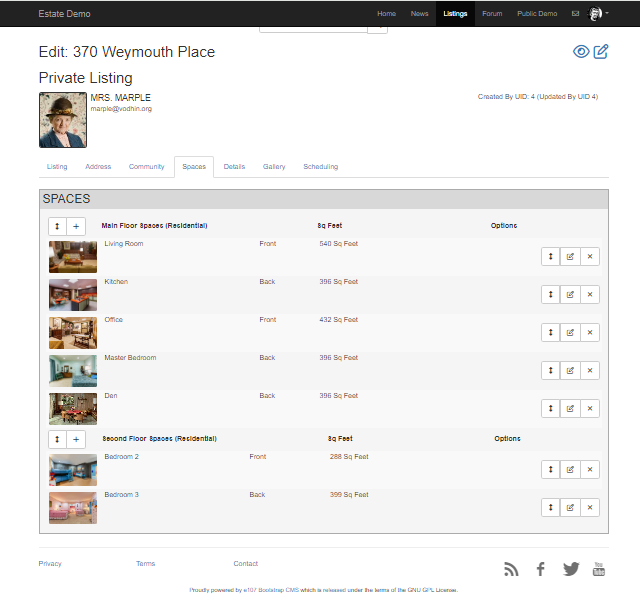 Estate Demo Home News Listings Forum Public Demo
Edit: 370 Weymouth Place
Private Listing
MRS. MARPLE
marple@vodhin.org
Created By UID: 4 (Updated By UID 4)
Listing Address Community Spaces Details Gallery Scheduling
SPACES
Main Floor Spaces (Residential) Sq Feet Options
Living Room Front 540 Sq Feet
Kitchen Back 396 Sq Feet
Office Front 432 Sq Feet
Master Bedroom Back 396 Sq Feet
Den Back 396 Sq Feet
Second Floor Spaces (Residential) Sq Feet Options
Bedroom 2 Front 288 Sq Feet
Bedroom 3 Back 399 Sq Feet
Privacy Terms Contact
You Tube
Proudly powered by e107 Bootstrap CMS which is released under the terms of the GNU GPL License.